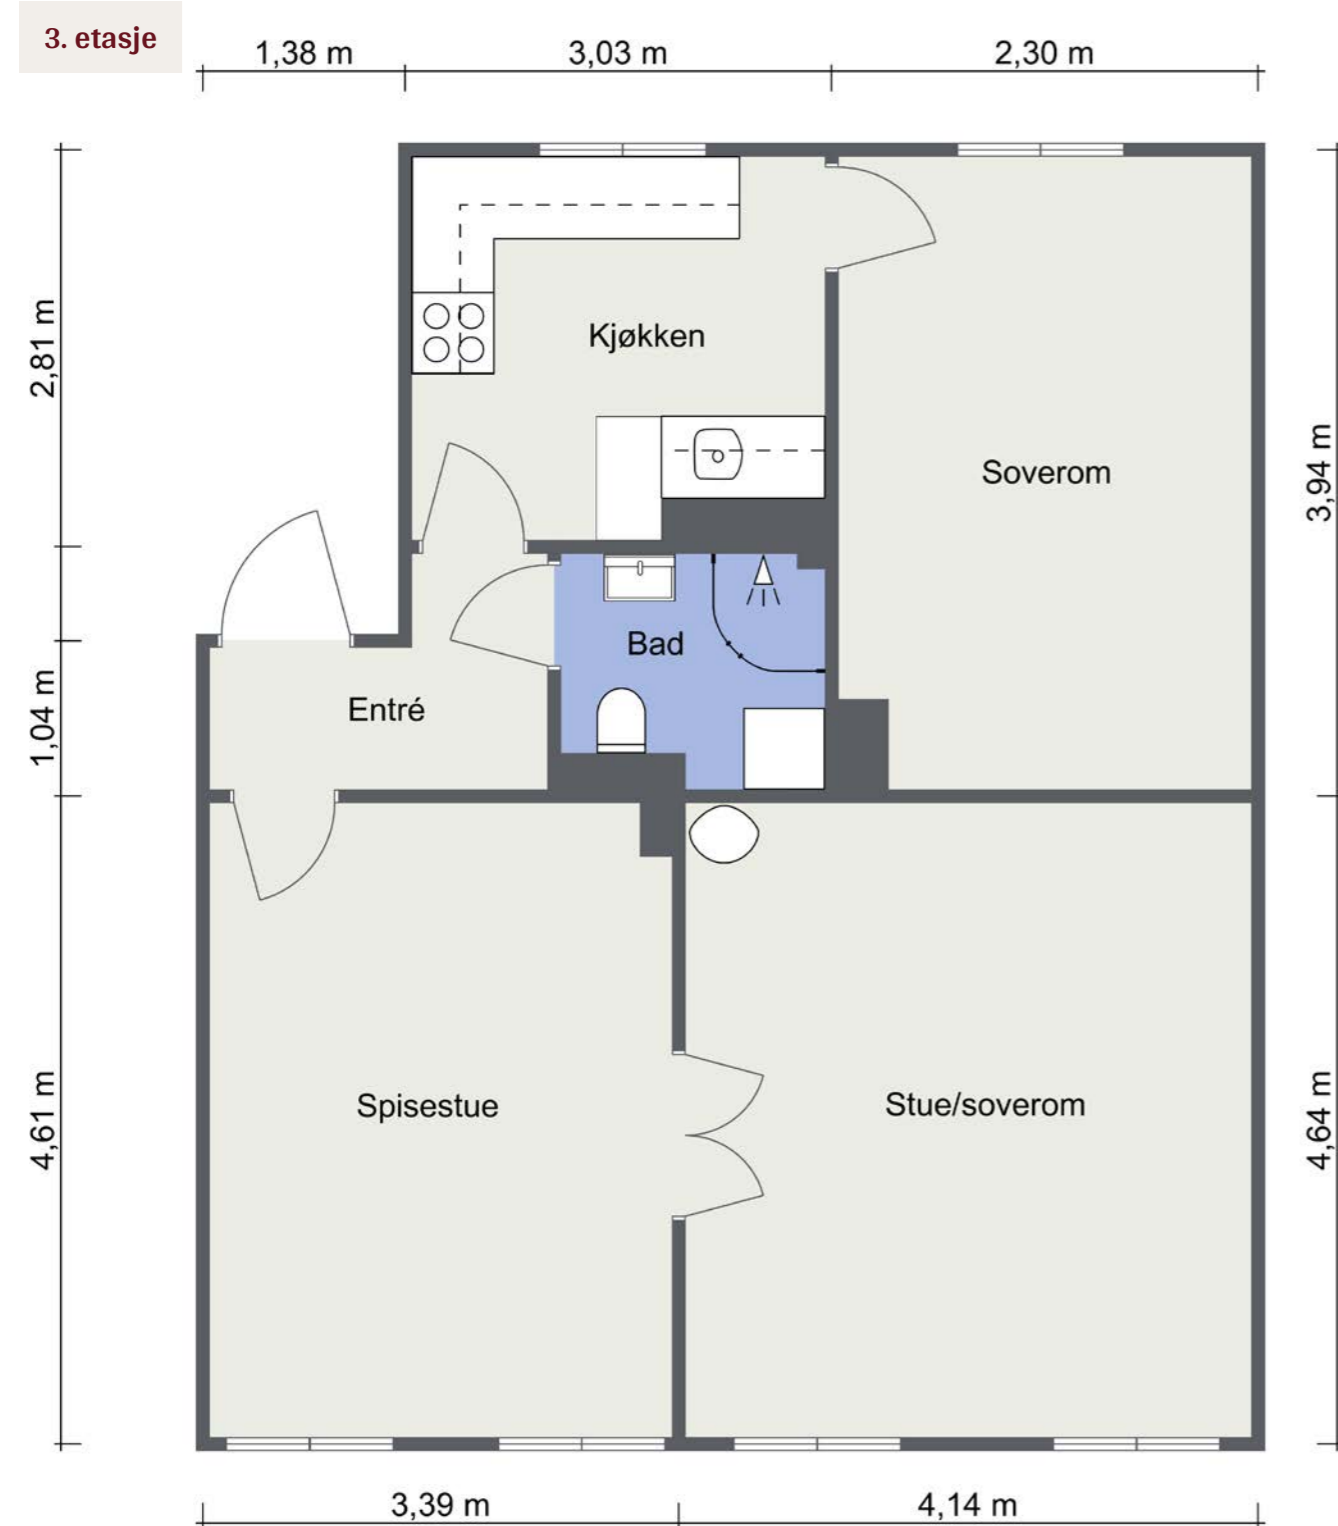 3. etasje
1,38 m
3,03 m
2,30 m
2,81 m
Kjøkken
Soverom
3,94 m
Bad
Entré
1,04 m
Spisestue
Stue/soverom
4,61 m
4,64 m
3,39 m
4,14 m